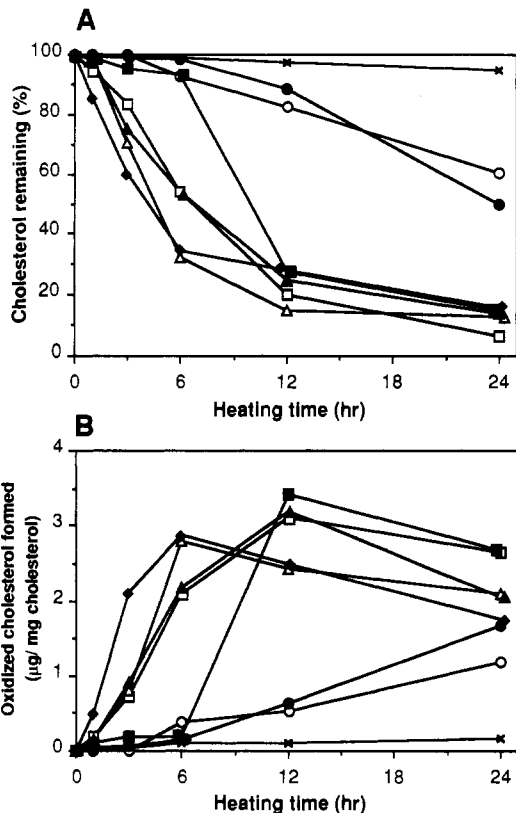 A
Cholesterol remaining (%)
100
80
60
40
20
0
0 6 12 18 24
Heating time (hr)
B
Oxidized cholesterol formed
(µg/ mg cholesterol)
4
3
2
1
0
0 6 12 18 24
Heating time (hr)